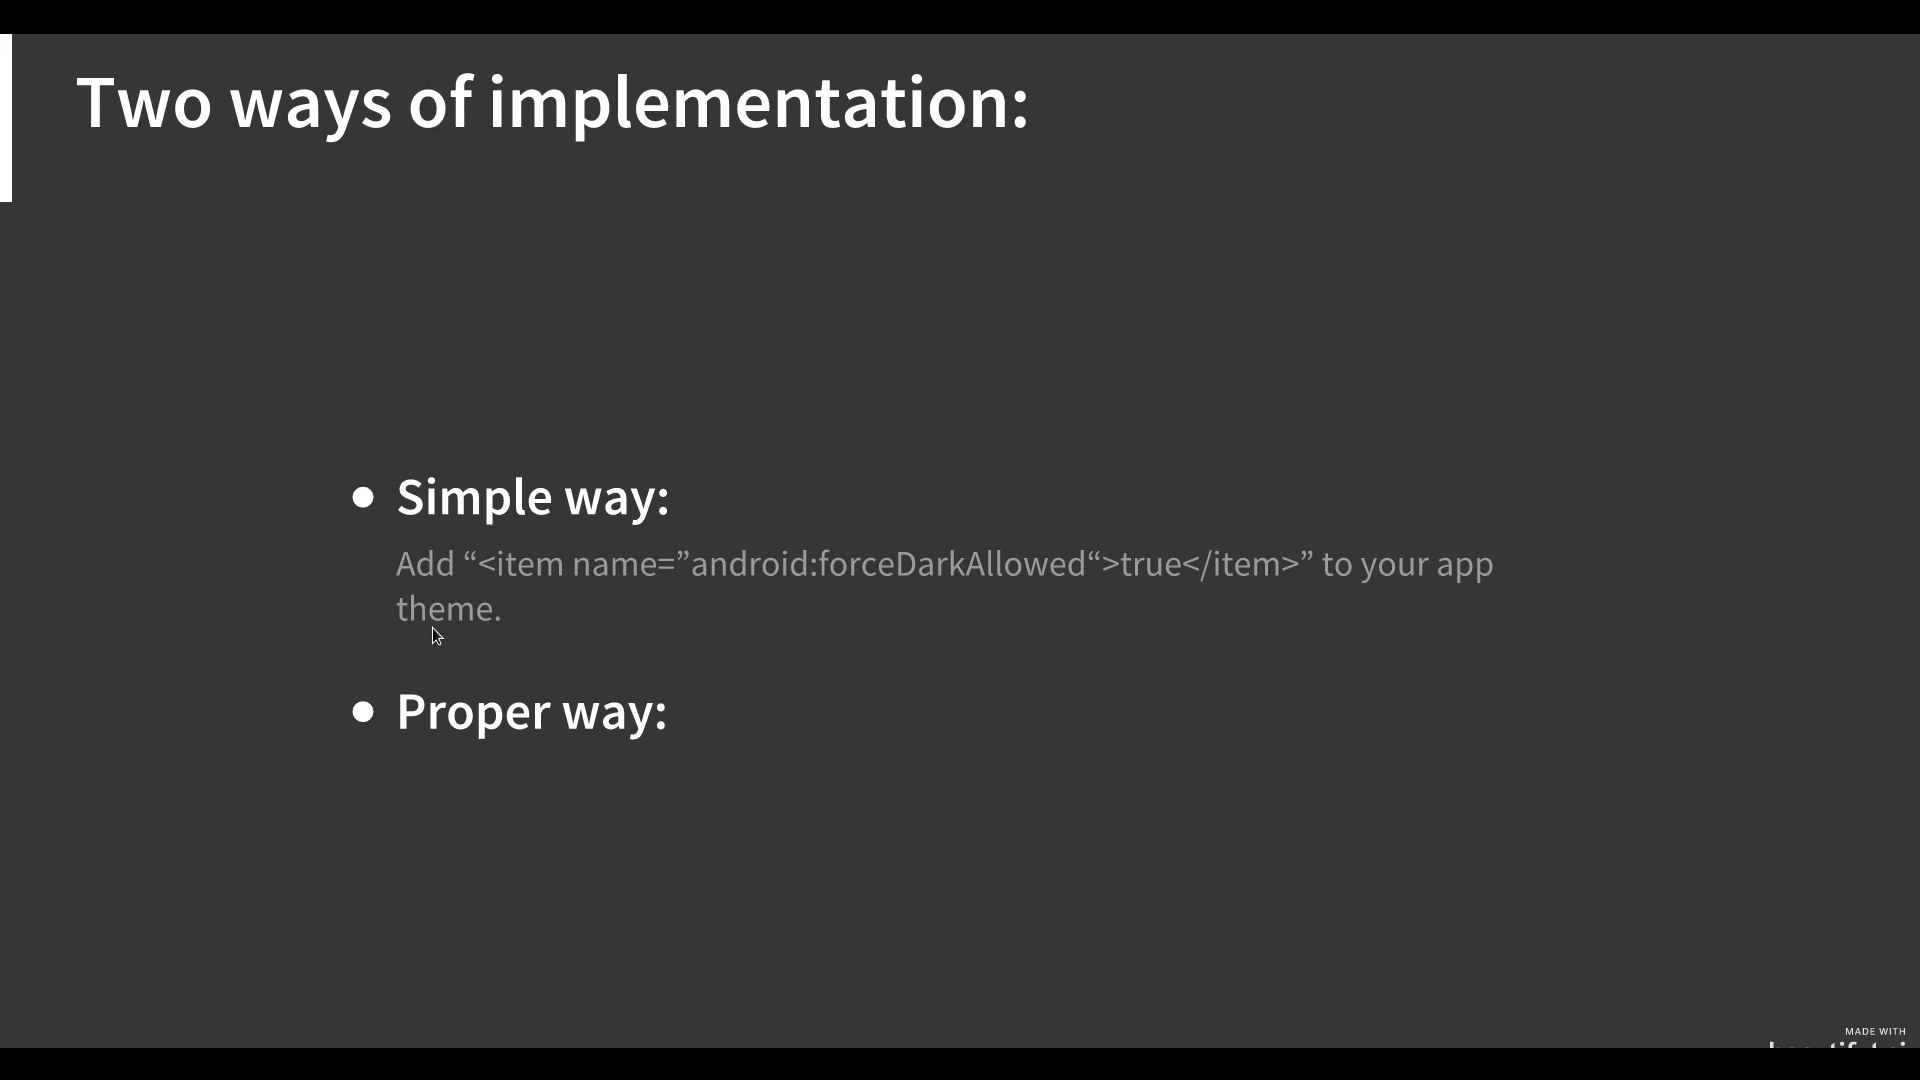 Two ways of implementation:
● Simple way:
Add “<item name=”android:forceDarkAllowed“>true</item>” to your app
theme.
● Proper way:
MADE WITH